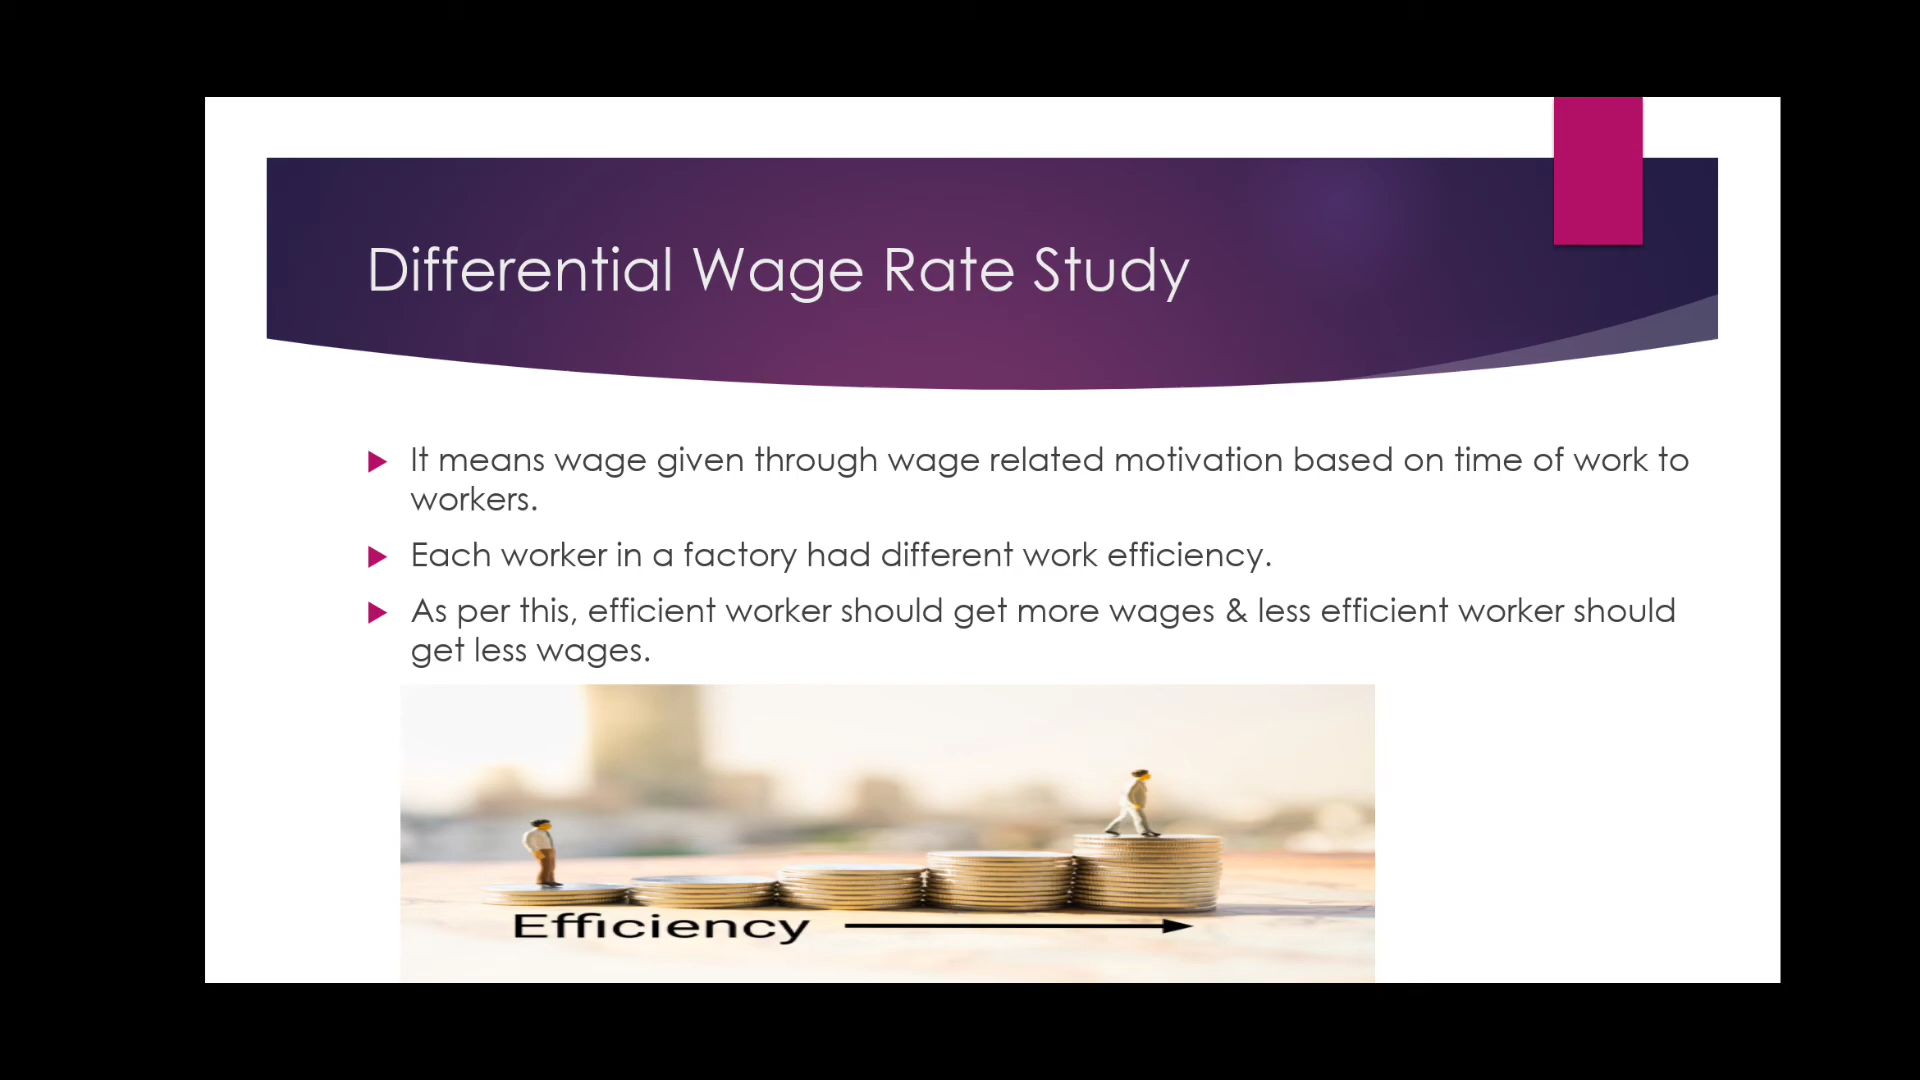 Differential Wage Rate Study
It means wage given through wage related motivation based on time of work to
workers.
Each worker in a factory had different work efficiency.
As per this, efficient worker should get more wages & less efficient worker should
get less wages.
Efficiency